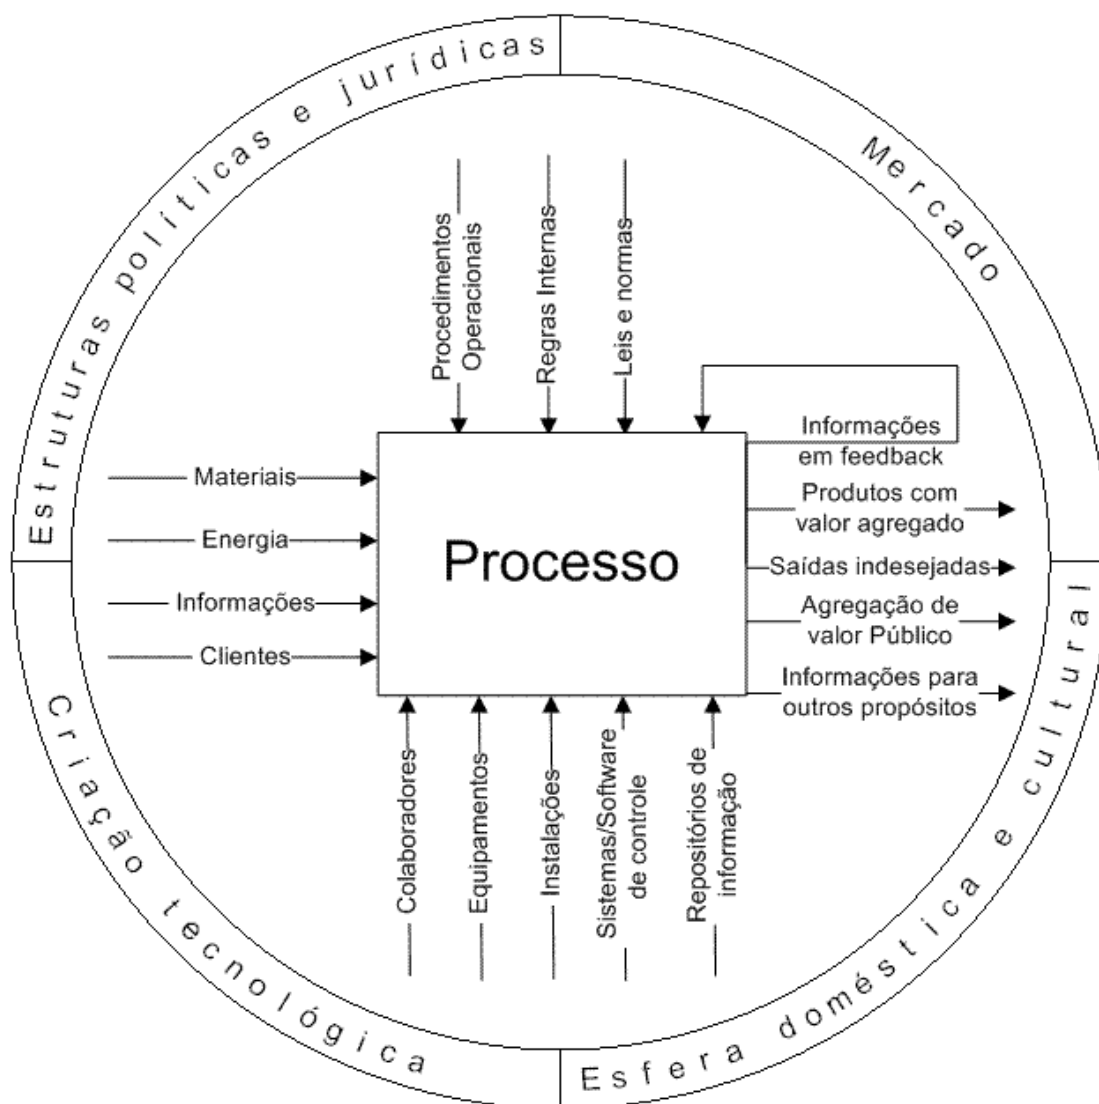 Estruturas políticas e jurídicas
Mercado
Procedimentos
Operacionais
Regras Internas
Leis e normas
Informações
em feedback
Materiais
Produtos com
valor agregado
Energia
Processo
Saídas indesejadas
Informações
Agregação de
valor Público
Clientes
Informações para
outros propósitos
Colaboradores
Equipamentos
Instalações
Sistemas/Software
de controle
Repositórios de
informação
Criação tecnológica
Esfera doméstica e cultural